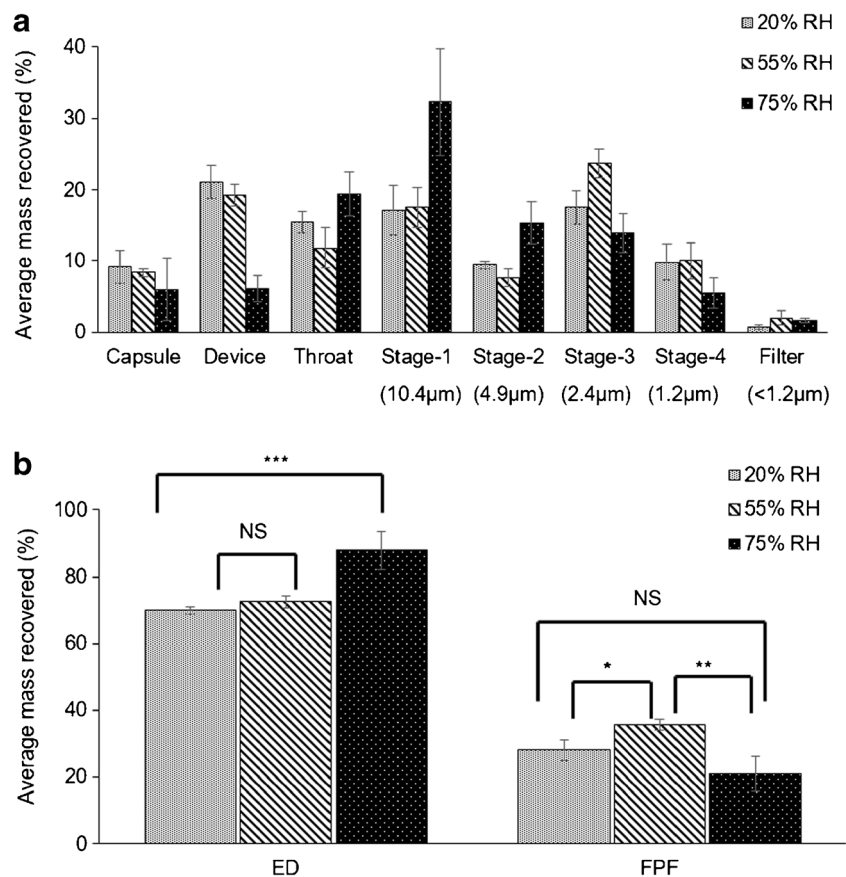 a
20% RH
55% RH
75% RH
Average mass recovered (%)
40
30
20
10
0
Capsule Device Throat Stage-1 Stage-2 Stage-3 Stage-4 Filter
(10.4µm) (4.9µm) (2.4µm) (1.2µm) (<1.2µm)
b
20% RH
55% RH
75% RH
Average mass recovered (%)
100
80
60
40
20
0
***
NS
NS
* **
ED FPF